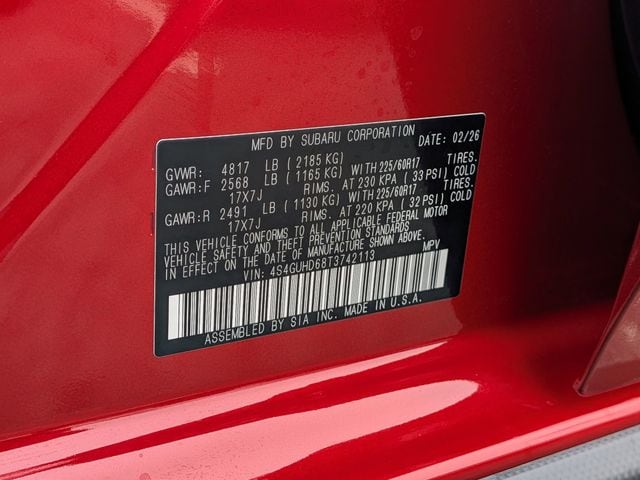 MFD BY SUBARU CORPORATION DATE: 02/26
GVWR: 4817 LB ( 2185 KG)
GAWR:F 2568 LB ( 1165 KG) WITH 225/60R17 TIRES.
17X7J RIMS. AT 230 KPA ( 33 PSI) COLD
GAWR:R 2491 LB ( 1130 KG) WITH 225/60R17 TIRES.
17X7J RIMS. AT 220 KPA ( 32 PSI) COLD
THIS VEHICLE CONFORMS TO ALL APPLICABLE FEDERAL MOTOR
VEHICLE SAFETY AND THEFT PREVENTION STANDARDS
IN EFFECT ON THE DATE OF MANUFACTURE SHOWN ABOVE.
VIN: 4S4GUHD68T3742113 MPV
ASSEMBLED BY SIA INC. MADE IN U.S.A.